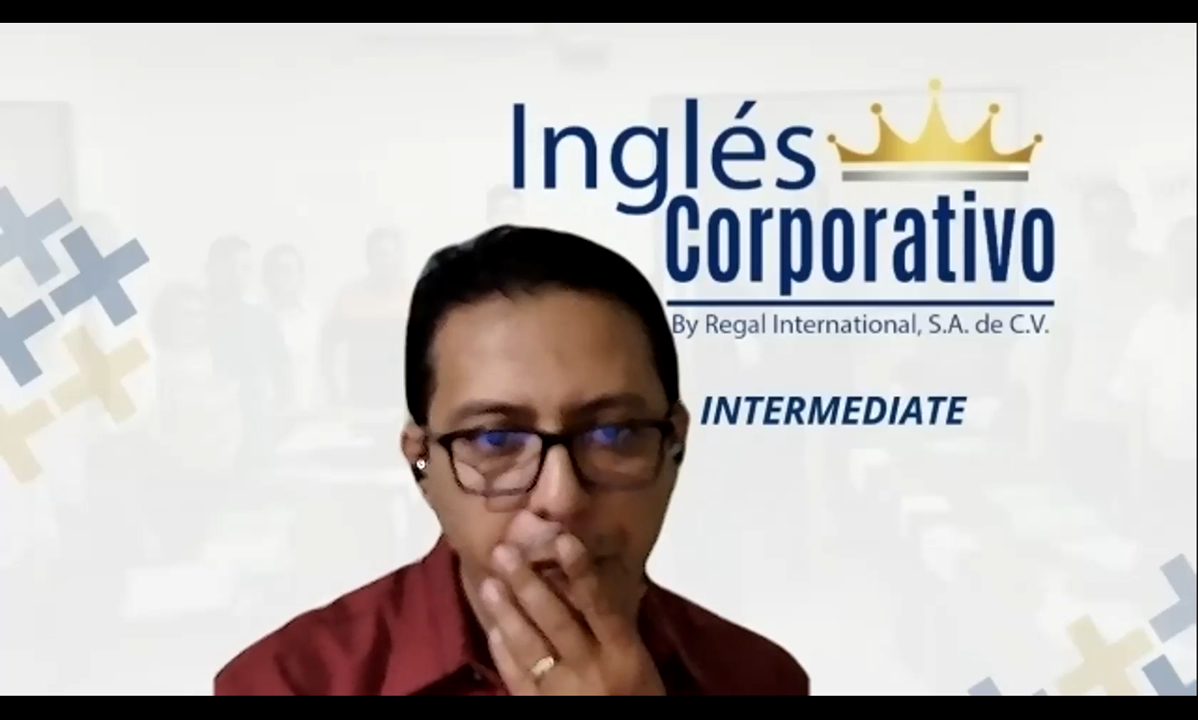 Inglés
Corporativo
By Regal International, S.A. de C.V.
INTERMEDIATE